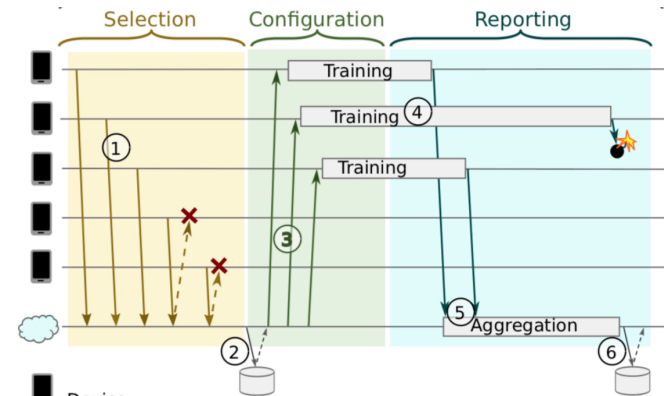 Selection Configuration Reporting
Training
Training 4
1
Training
3
5
Aggregation
2 6